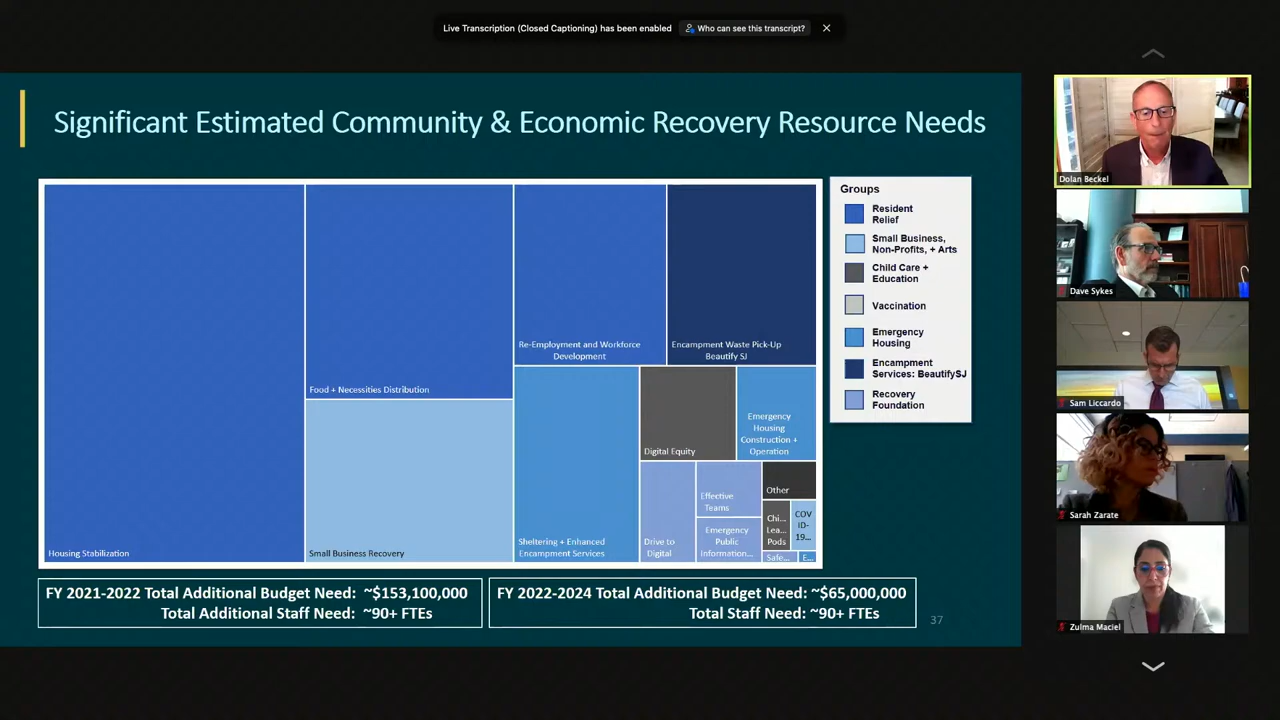 Live Transcription (Closed Captioning) has been enabled
Who can see this transcript?
Significant Estimated Community & Economic Recovery Resource Needs
Housing Stabilization
Food + Necessities Distribution
Small Business Recovery
Re-Employment and Workforce
Development
Encampment Waste Pick-Up
Beautify SJ
Sheltering + Enhanced
Encampment Services
Digital Equity
Emergency
Housing
Construction +
Operation
Drive to
Digital
Effective
Teams
Emergency
Public
Information...
Other
Chi...
Lea...
Pods
COV
ID-
19...
Safe...
E...
Groups
Resident
Relief
Small Business,
Non-Profits, + Arts
Child Care +
Education
Vaccination
Emergency
Housing
Encampment
Services: BeautifySJ
Recovery
Foundation
FY 2021-2022 Total Additional Budget Need: ~$153,100,000
Total Additional Staff Need: ~90+ FTEs
FY 2022-2024 Total Additional Budget Need: ~$65,000,000
Total Staff Need: ~90+ FTEs
37
Dolan Beckel
Dave Sykes
Sam Liccardo
Sarah Zarate
Zulma Maciel